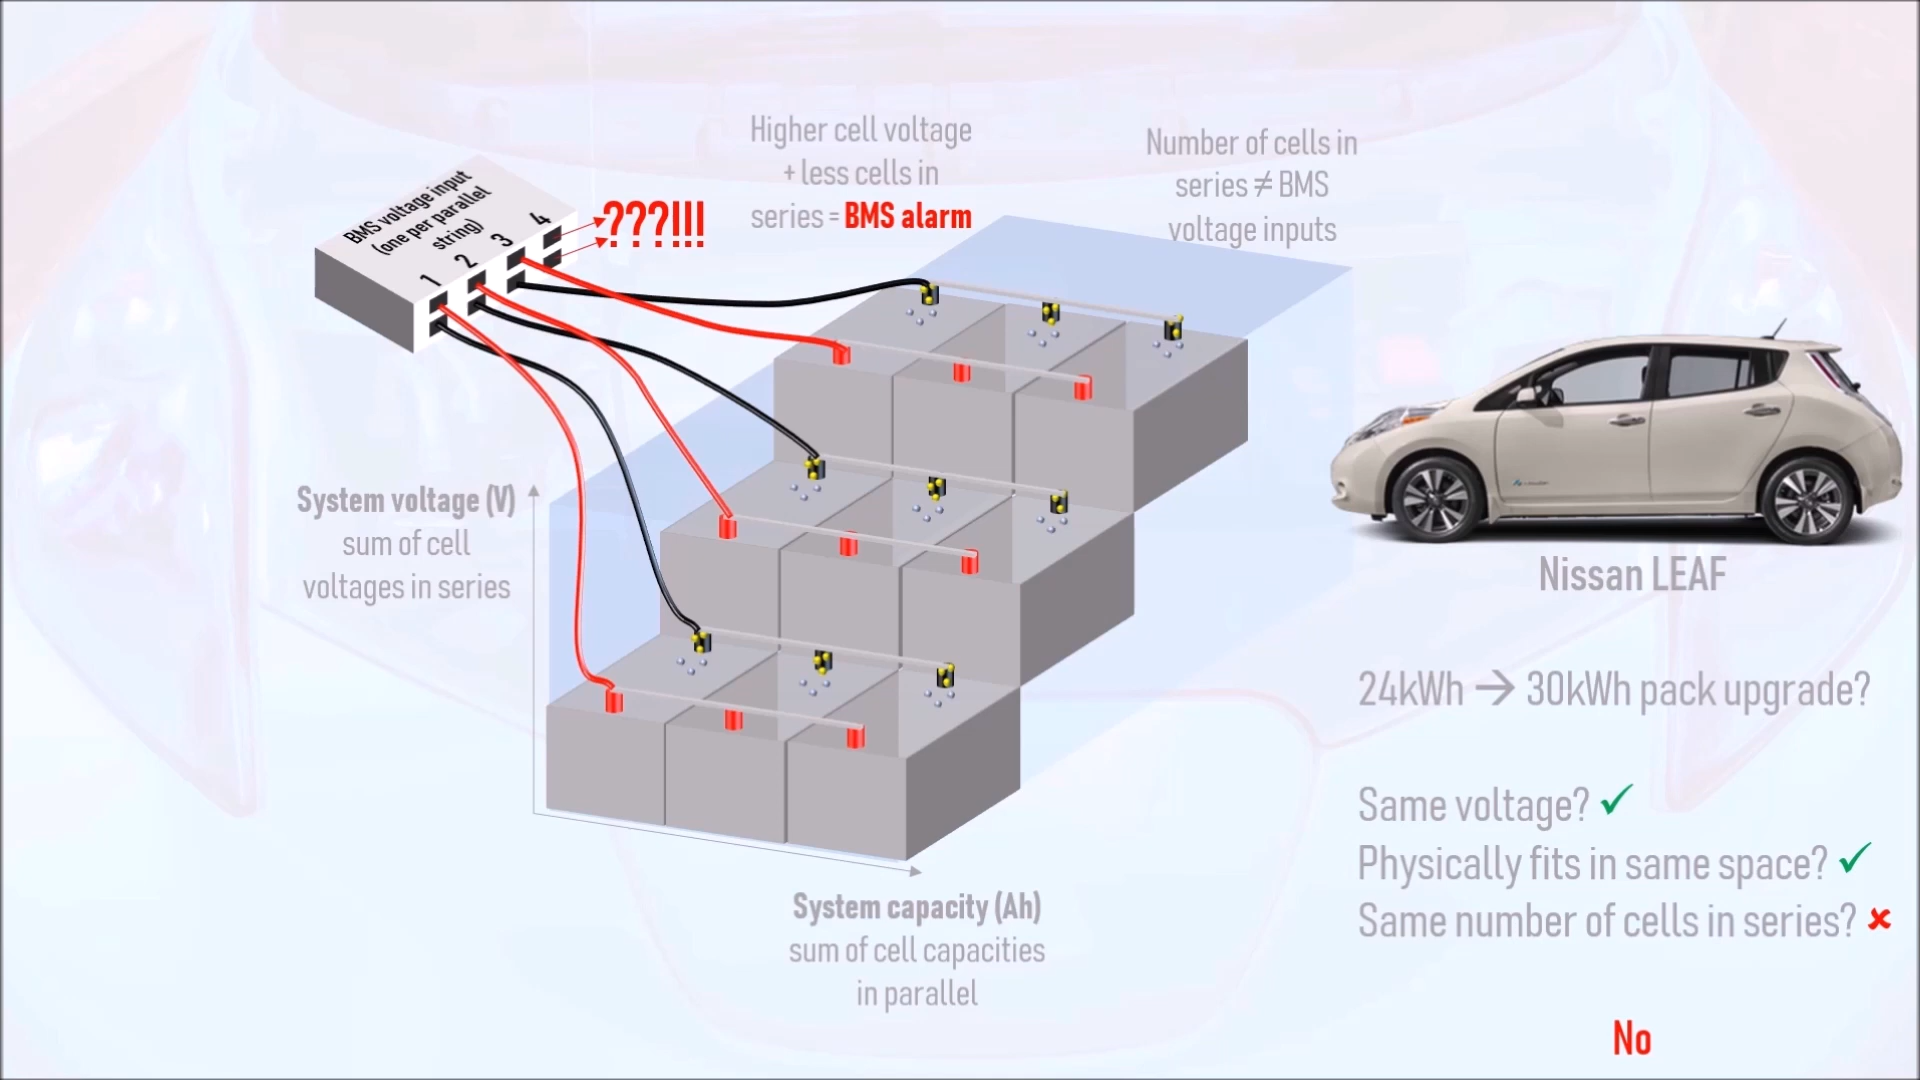 BMS voltage input
(one per parallel
string)
1 2 3 4
???!!!
Higher cell voltage
+ less cells in
series = BMS alarm
Number of cells in
series ≠ BMS
voltage inputs
System voltage (V)
sum of cell
voltages in series
System capacity (Ah)
sum of cell capacities
in parallel
Nissan LEAF
24kWh → 30kWh pack upgrade?
Same voltage? ✓
Physically fits in same space? ✓
Same number of cells in series? ✘
No